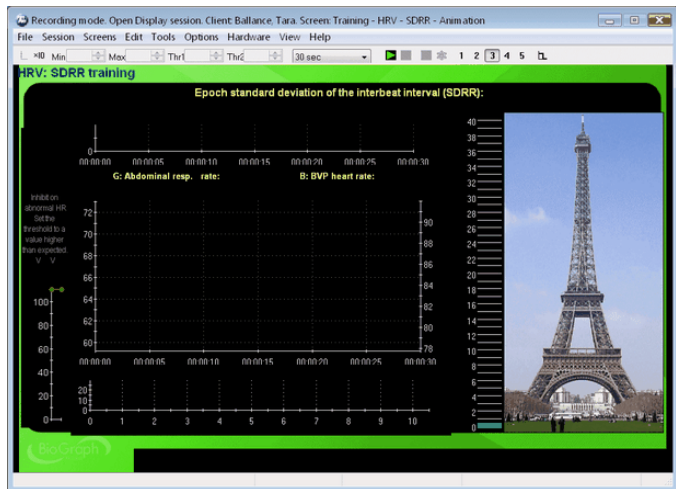 Recording mode. Open Display session. Client: Ballance, Tara. Screen: Training - HRV - SDRR - Animation
File Session Screens Edit Tools Options Hardware View Help
×10 Min Max Thr1 Thr2 30 sec 1 2 3 4 5
HRV: SDRR training
Epoch standard deviation of the interbeat interval (SDRR):
0
00:00:00 00:00:05 00:00:10 00:00:15 00:00:20 00:00:25 00:00:30
G: Abdominal resp. rate: B: BVP heart rate:
Inhibit on
abnormal HR
Set the
threshold to a
value higher
than expected.
V V
100
80
60
40
20
0
72
70
68
66
64
62
60
90
88
86
84
82
80
78
00:00:00 00:00:05 00:00:10 00:00:15 00:00:20 00:00:25 00:00:30
20
10
0
0 1 2 3 4 5 6 7 8 9 10
40
38
36
34
32
30
28
26
24
22
20
18
16
14
12
10
8
6
4
2
0
BioGraph